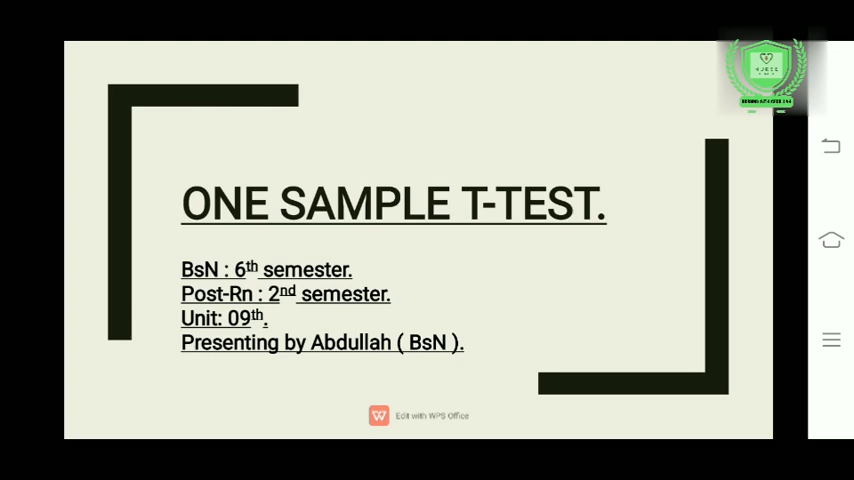 ONE SAMPLE T-TEST.
BsN : 6th semester.
Post-Rn : 2nd semester.
Unit: 09th.
Presenting by Abdullah ( BsN ).
Edit with WPS Office